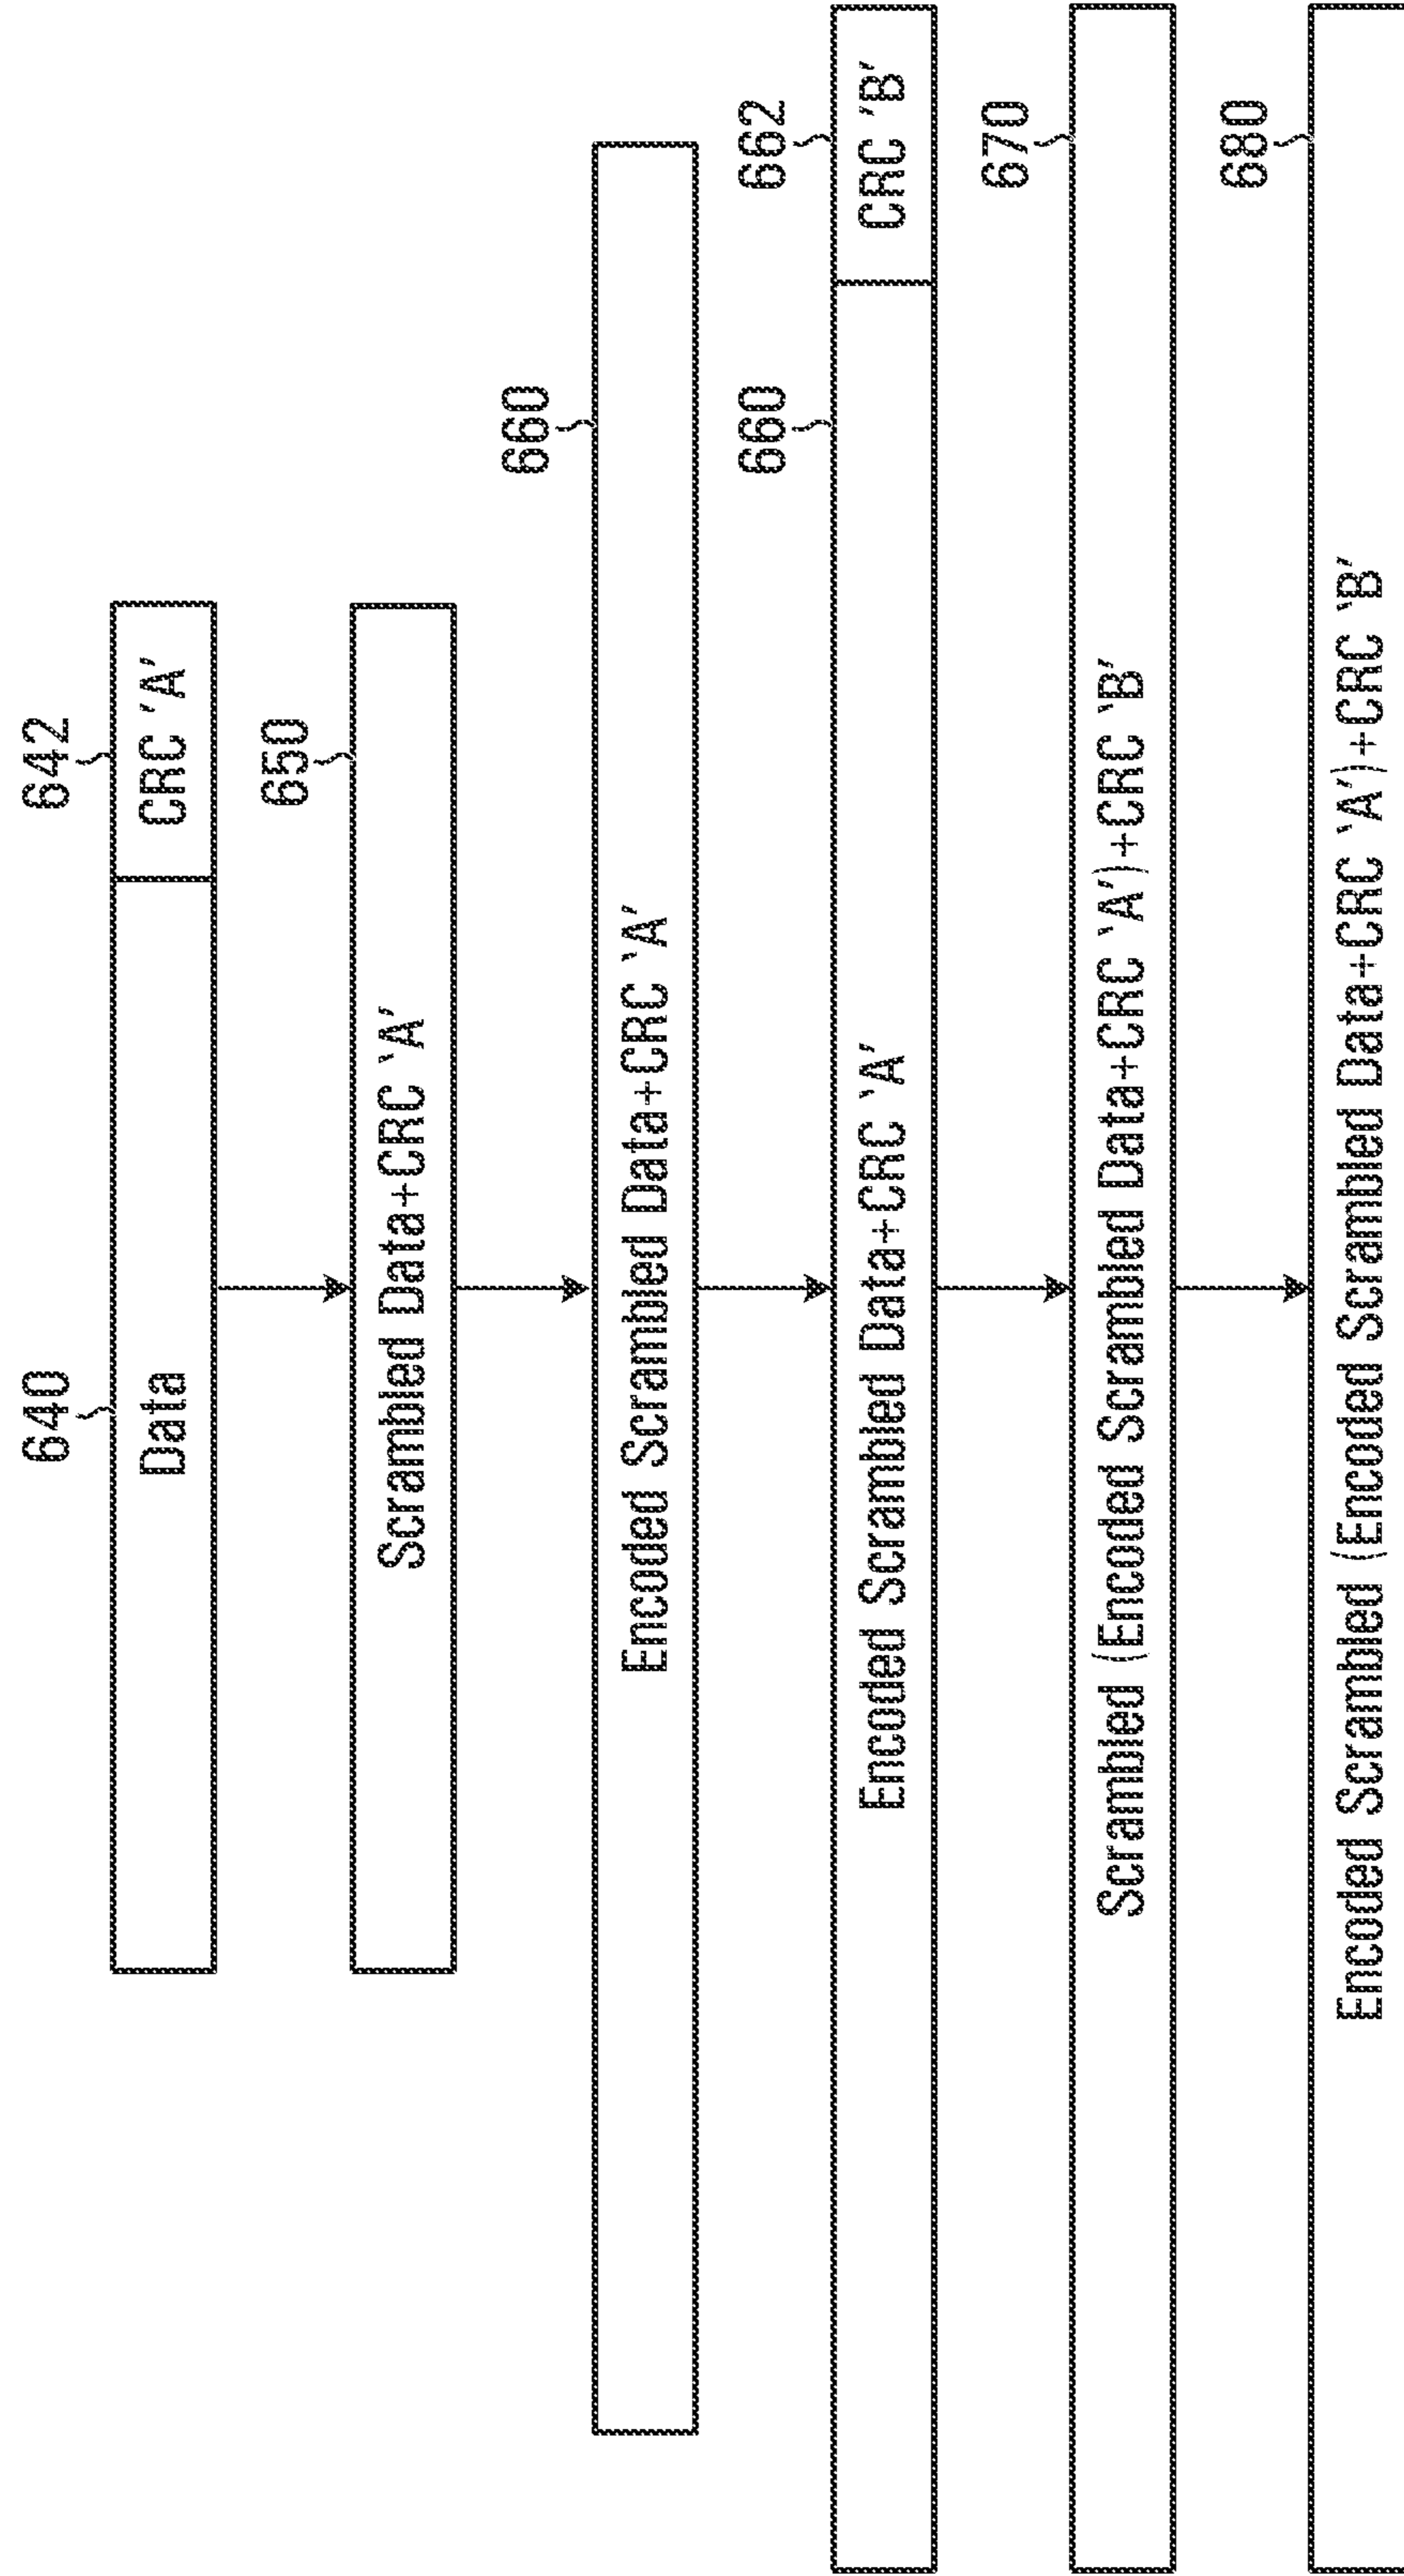 640
642
Data
CRC 'A'
650
Scrambled Data+CRC 'A'
660
Encoded Scrambled Data+CRC 'A'
660
662
Encoded Scrambled Data+CRC 'A'
CRC 'B'
670
Scrambled (Encoded Scrambled Data+CRC 'A')+CRC 'B'
680
Encoded Scrambled (Encoded Scrambled Data+CRC 'A')+CRC 'B'